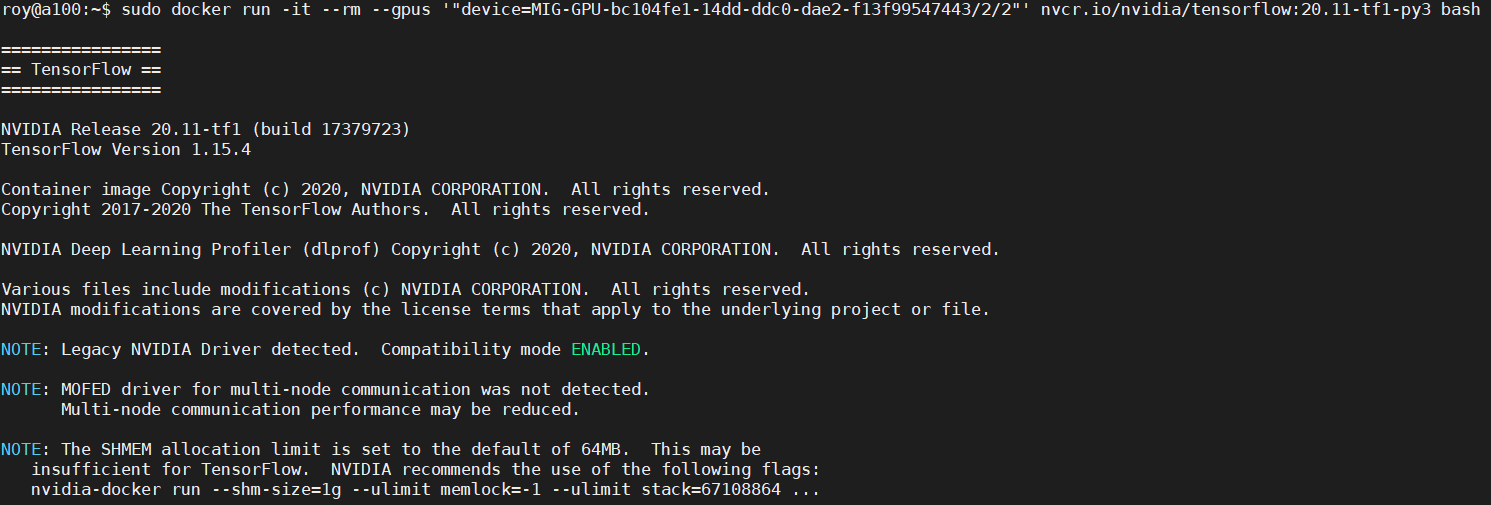 roy@a100:~$ sudo docker run -it --rm --gpus '"device=MIG-GPU-bc104fe1-14dd-ddc0-dae2-f13f99547443/2/2"' nvcr.io/nvidia/tensorflow:20.11-tf1-py3 bash
================
== TensorFlow ==
================
NVIDIA Release 20.11-tf1 (build 17379723)
TensorFlow Version 1.15.4
Container image Copyright (c) 2020, NVIDIA CORPORATION.  All rights reserved.
Copyright 2017-2020 The TensorFlow Authors.  All rights reserved.
NVIDIA Deep Learning Profiler (dlprof) Copyright (c) 2020, NVIDIA CORPORATION.  All rights reserved.
Various files include modifications (c) NVIDIA CORPORATION.  All rights reserved.
NVIDIA modifications are covered by the license terms that apply to the underlying project or file.
NOTE: Legacy NVIDIA Driver detected.  Compatibility mode ENABLED.
NOTE: MOFED driver for multi-node communication was not detected.
      Multi-node communication performance may be reduced.
NOTE: The SHMEM allocation limit is set to the default of 64MB.  This may be
   insufficient for TensorFlow.  NVIDIA recommends the use of the following flags:
   nvidia-docker run --shm-size=1g --ulimit memlock=-1 --ulimit stack=67108864 ...